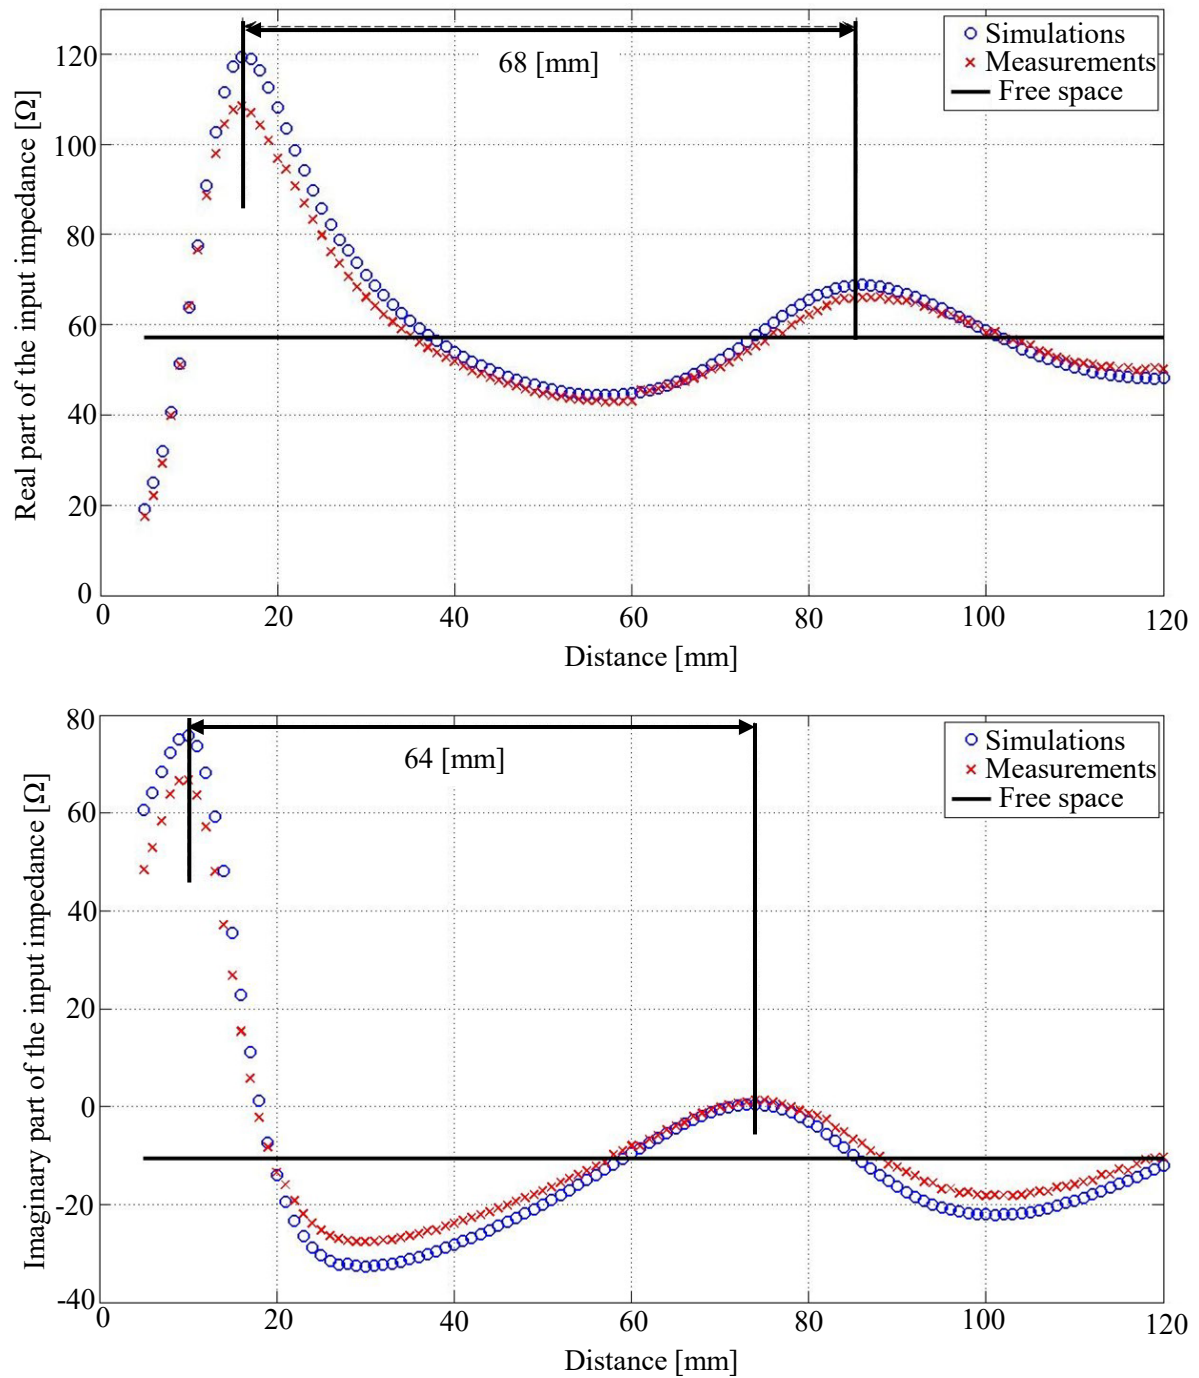 68 [mm]
Simulations
Measurements
Free space
Real part of the input impedance [Ω]
120
100
80
60
40
20
0
0 20 40 60 80 100 120
Distance [mm]
64 [mm]
Simulations
Measurements
Free space
Imaginary part of the input impedance [Ω]
80
60
40
20
0
-20
-40
0 20 40 60 80 100 120
Distance [mm]